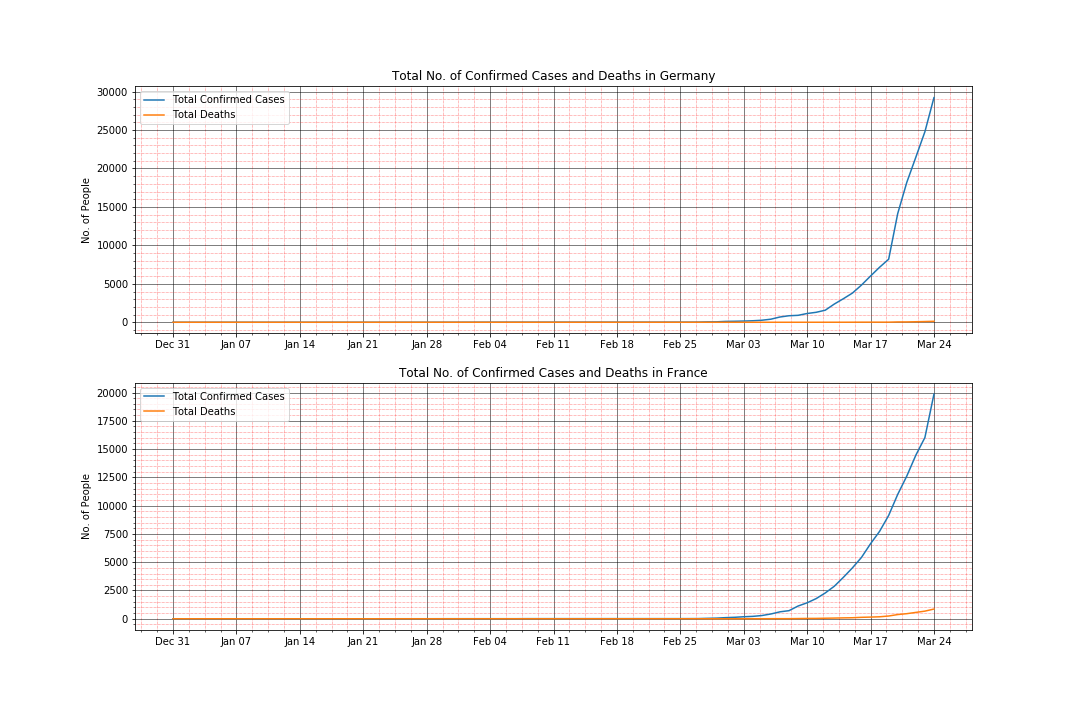 Total No. of Confirmed Cases and Deaths in Germany
30000
25000
20000
15000
10000
5000
0
No. of People
Total Confirmed Cases
Total Deaths
Dec 31 Jan 07 Jan 14 Jan 21 Jan 28 Feb 04 Feb 11 Feb 18 Feb 25 Mar 03 Mar 10 Mar 17 Mar 24
Total No. of Confirmed Cases and Deaths in France
20000
17500
15000
12500
10000
7500
5000
2500
0
No. of People
Total Confirmed Cases
Total Deaths
Dec 31 Jan 07 Jan 14 Jan 21 Jan 28 Feb 04 Feb 11 Feb 18 Feb 25 Mar 03 Mar 10 Mar 17 Mar 24